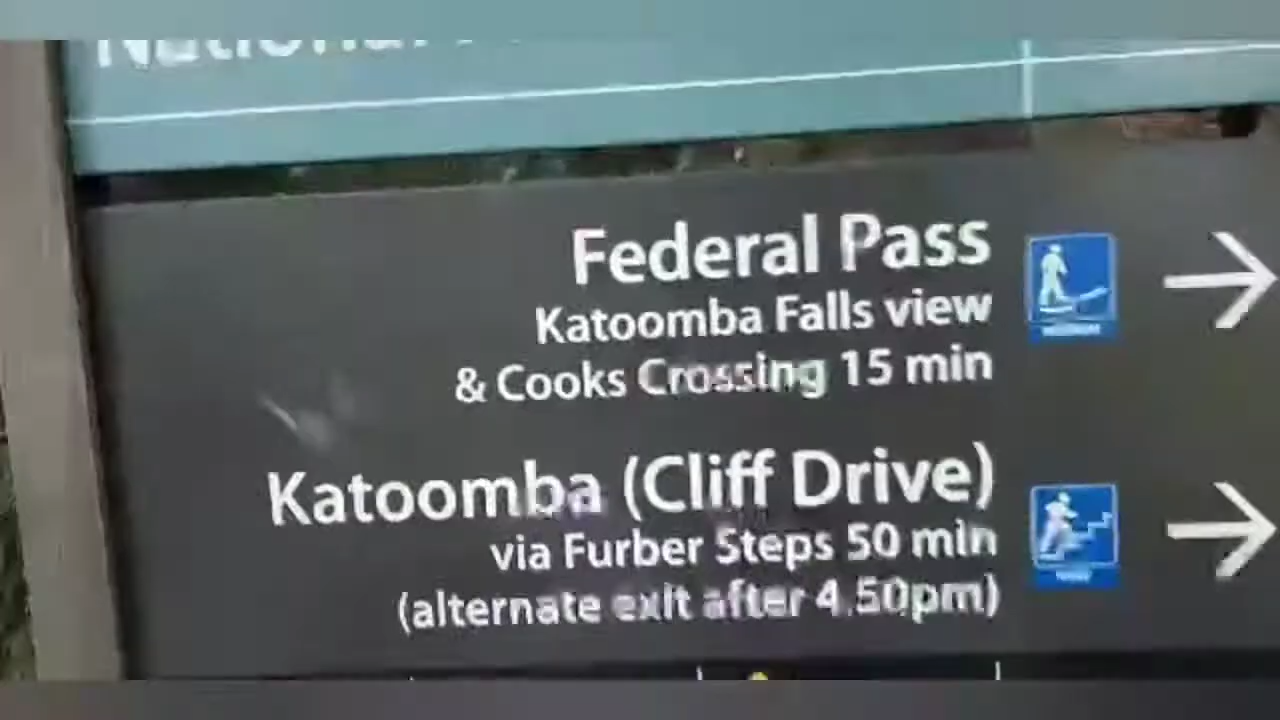 Federal Pass
Katoomba Falls view
& Cooks Crossing 15 min
Katoomba (Cliff Drive)
via Furber Steps 50 min
(alternate exit after 4.50pm)